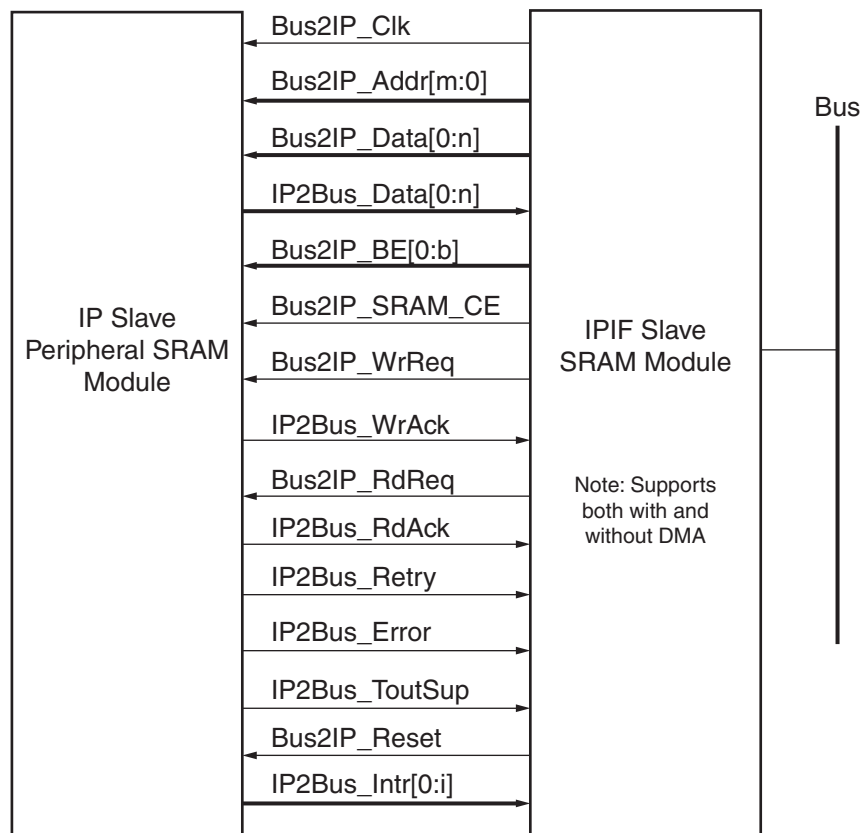 Bus2IP_Clk
Bus2IP_Addr[m:0]
Bus
Bus2IP_Data[0:n]
IP2Bus_Data[0:n]
Bus2IP_BE[0:b]
Bus2IP_SRAM_CE
IP Slave
Peripheral SRAM
Module
IPIF Slave
SRAM Module
Bus2IP_WrReq
IP2Bus_WrAck
Bus2IP_RdReq
Note: Supports
both with and
without DMA
IP2Bus_RdAck
IP2Bus_Retry
IP2Bus_Error
IP2Bus_ToutSup
Bus2IP_Reset
IP2Bus_Intr[0:i]